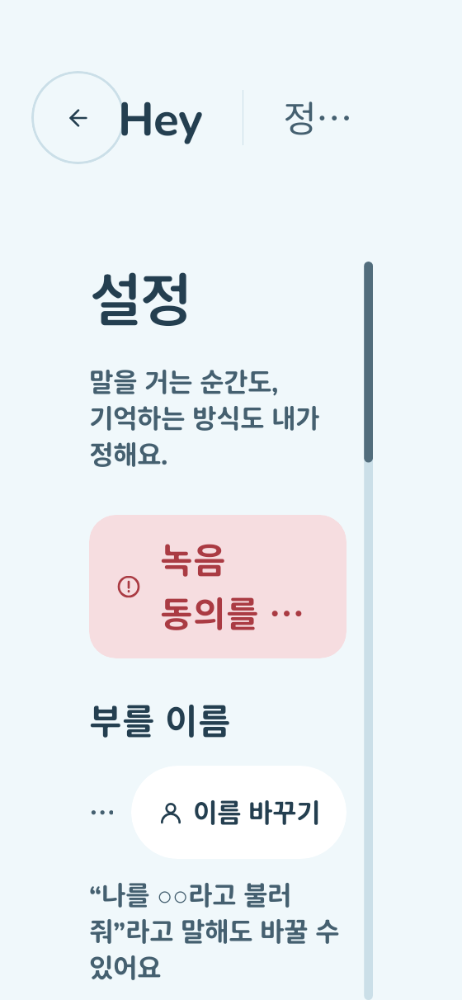 Hey
정…
설정
말을 거는 순간도,
기억하는 방식도 내가
정해요.
녹음
동의를 …
부를 이름
…
이름 바꾸기
“나를 ○○라고 불러
줘”라고 말해도 바꿀 수
있어요